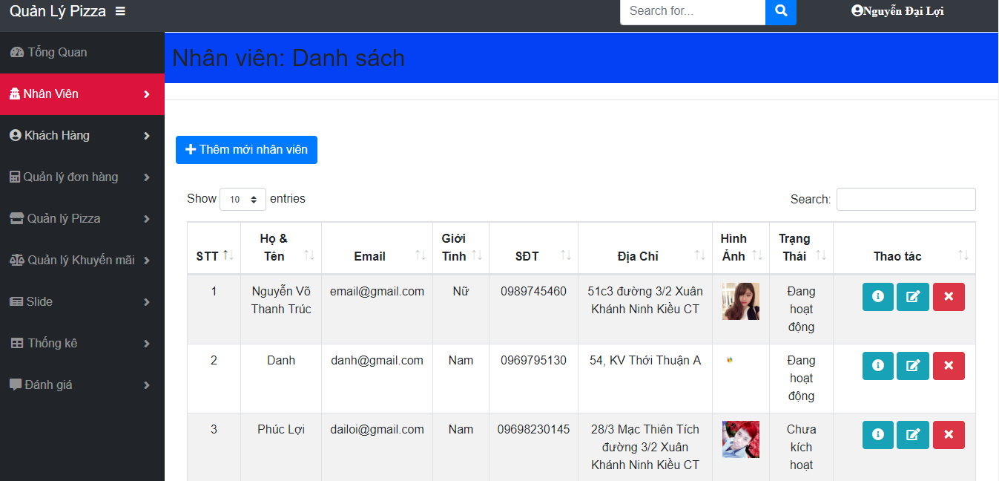 Quản Lý Pizza
Search for...
Nguyễn Đại Lợi
Tổng Quan
Nhân Viên
Khách Hàng
Quản lý đơn hàng
Quản lý Pizza
Quản lý Khuyến mãi
Slide
Thống kê
Đánh giá
Nhân viên: Danh sách
Thêm mới nhân viên
Show 10 entries
Search:
STT
Họ &
Tên
Email
Giới
Tính
SĐT
Địa Chỉ
Hình
Ảnh
Trạng
Thái
Thao tác
1
Nguyễn Võ
Thanh Trúc
email@gmail.com
Nữ
0989745460
51c3 đường 3/2 Xuân
Khánh Ninh Kiều CT
Đang
hoạt
động
2
Danh
danh@gmail.com
Nam
0969795130
54, KV Thới Thuận A
Đang
hoạt
động
3
Phúc Lợi
dailoi@gmail.com
Nam
09698230145
28/3 Mạc Thiên Tích
đường 3/2 Xuân
Khánh Ninh Kiều CT
Chưa
kích
hoạt